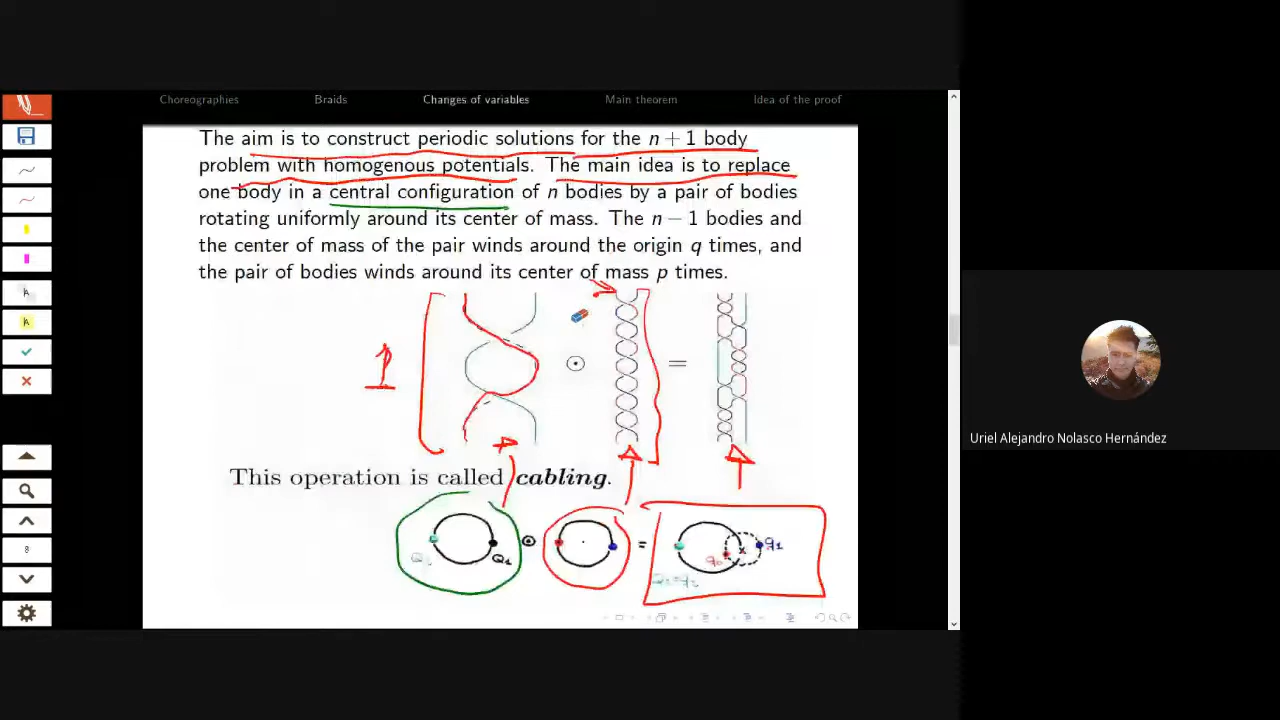 Choreographies Braids Changes of variables Main theorem Idea of the proof
The aim is to construct periodic solutions for the n + 1 body
problem with homogenous potentials. The main idea is to replace
one body in a central configuration of n bodies by a pair of bodies
rotating uniformly around its center of mass. The n − 1 bodies and
the center of mass of the pair winds around the origin q times, and
the pair of bodies winds around its center of mass p times.
⊙ =
This operation is called cabling.
⊙ =
Q₁ q₀ q₁
8
Uriel Alejandro Nolasco Hernández